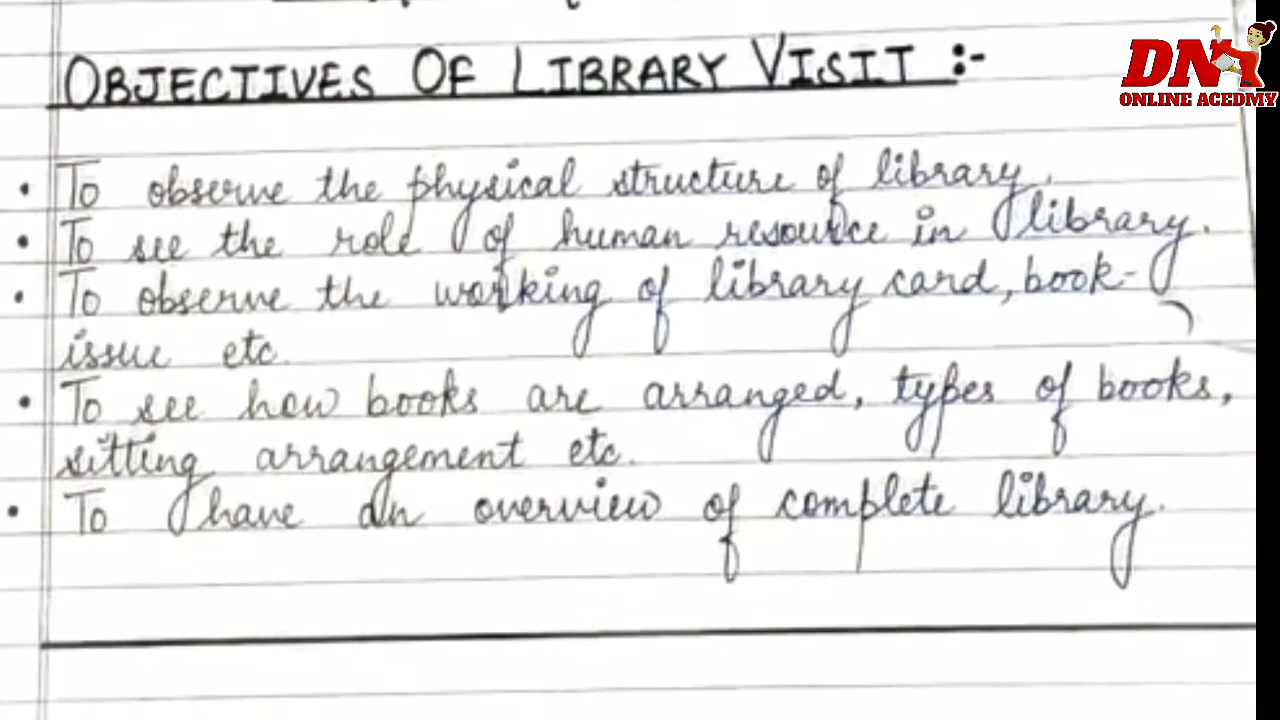 OBJECTIVES OF LIBRARY VISIT :-
DNY
ONLINE ACEDMY
• To observe the physical structure of library.
• To see the role of human resource in library.
• To observe the working of library card, book-
issue etc.
• To see how books are arranged, types of books,
sitting arrangement etc.
• To have an overview of complete library.